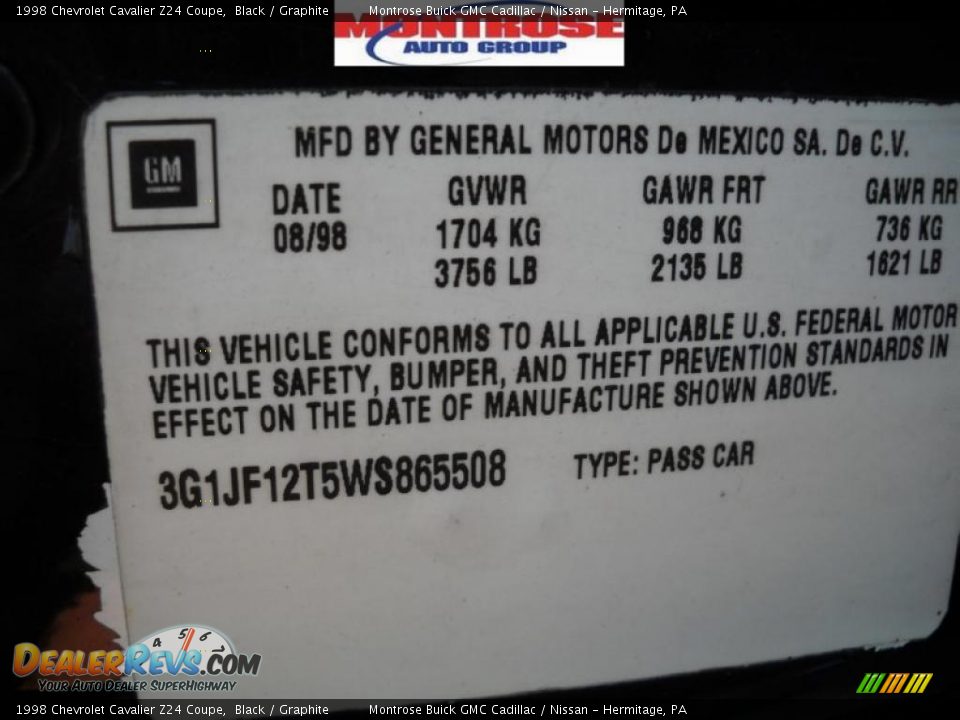 1998 Chevrolet Cavalier Z24 Coupe, Black / Graphite Montrose Buick GMC Cadillac / Nissan - Hermitage, PA
MONTROSE
AUTO GROUP
GM
MFD BY GENERAL MOTORS De MEXICO SA. De C.V.
DATE GVWR GAWR FRT GAWR RR
08/98 1704 KG 968 KG 736 KG
3756 LB 2135 LB 1621 LB
THIS VEHICLE CONFORMS TO ALL APPLICABLE U.S. FEDERAL MOTOR
VEHICLE SAFETY, BUMPER, AND THEFT PREVENTION STANDARDS IN
EFFECT ON THE DATE OF MANUFACTURE SHOWN ABOVE.
3G1JF12T5WS865508 TYPE: PASS CAR
4 5 6 7
DEALERREVS.COM
YOUR AUTO DEALER SUPERHIGHWAY
1998 Chevrolet Cavalier Z24 Coupe, Black / Graphite Montrose Buick GMC Cadillac / Nissan - Hermitage, PA